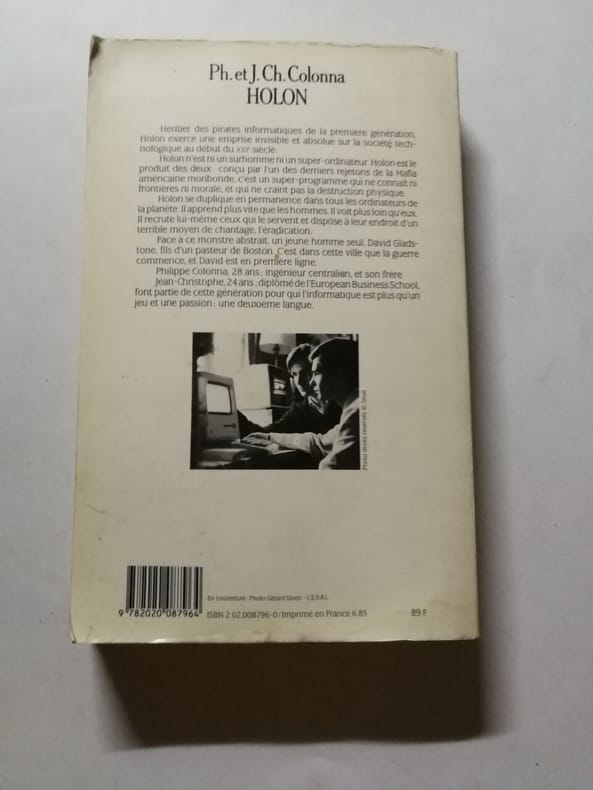 Ph. et J. Ch. Colonna
HOLON
Héritier des pirates informatiques de la première génération,
Holon exerce une emprise invisible et absolue sur la société tech-
nologique au début du XXIe siècle.
Holon n'est ni un surhomme ni un super-ordinateur. Holon est le
produit des deux : conçu par l'un des derniers rejetons de la Mafia
américaine moribonde, c'est un super-programme qui ne connaît ni
frontières ni morale, et qui ne craint pas la destruction physique.
Holon se duplique en permanence dans tous les ordinateurs de
la planète. Il apprend plus vite que les hommes. Il voit plus loin qu'eux.
Il recrute lui-même ceux qui le servent et dispose à leur endroit d'un
terrible moyen de chantage, l'éradication.
Face à ce monstre abstrait, un jeune homme seul, David Glads-
tone, fils d'un pasteur de Boston. C'est dans cette ville que la guerre
commence, et David est en première ligne.
Philippe Colonna, 28 ans ; ingénieur centralien, et son frère
Jean-Christophe, 24 ans ; diplômé de l'European Business School,
font partie de cette génération pour qui l'informatique est plus qu'un
jeu et une passion : une deuxième langue.
Photo droits réservés © Seuil
En couverture : Photo Gérard - C.E.D.R.I.
9 782020 087964
ISBN 2.02.008796-0 / Imprimé en France 6.85
89 F